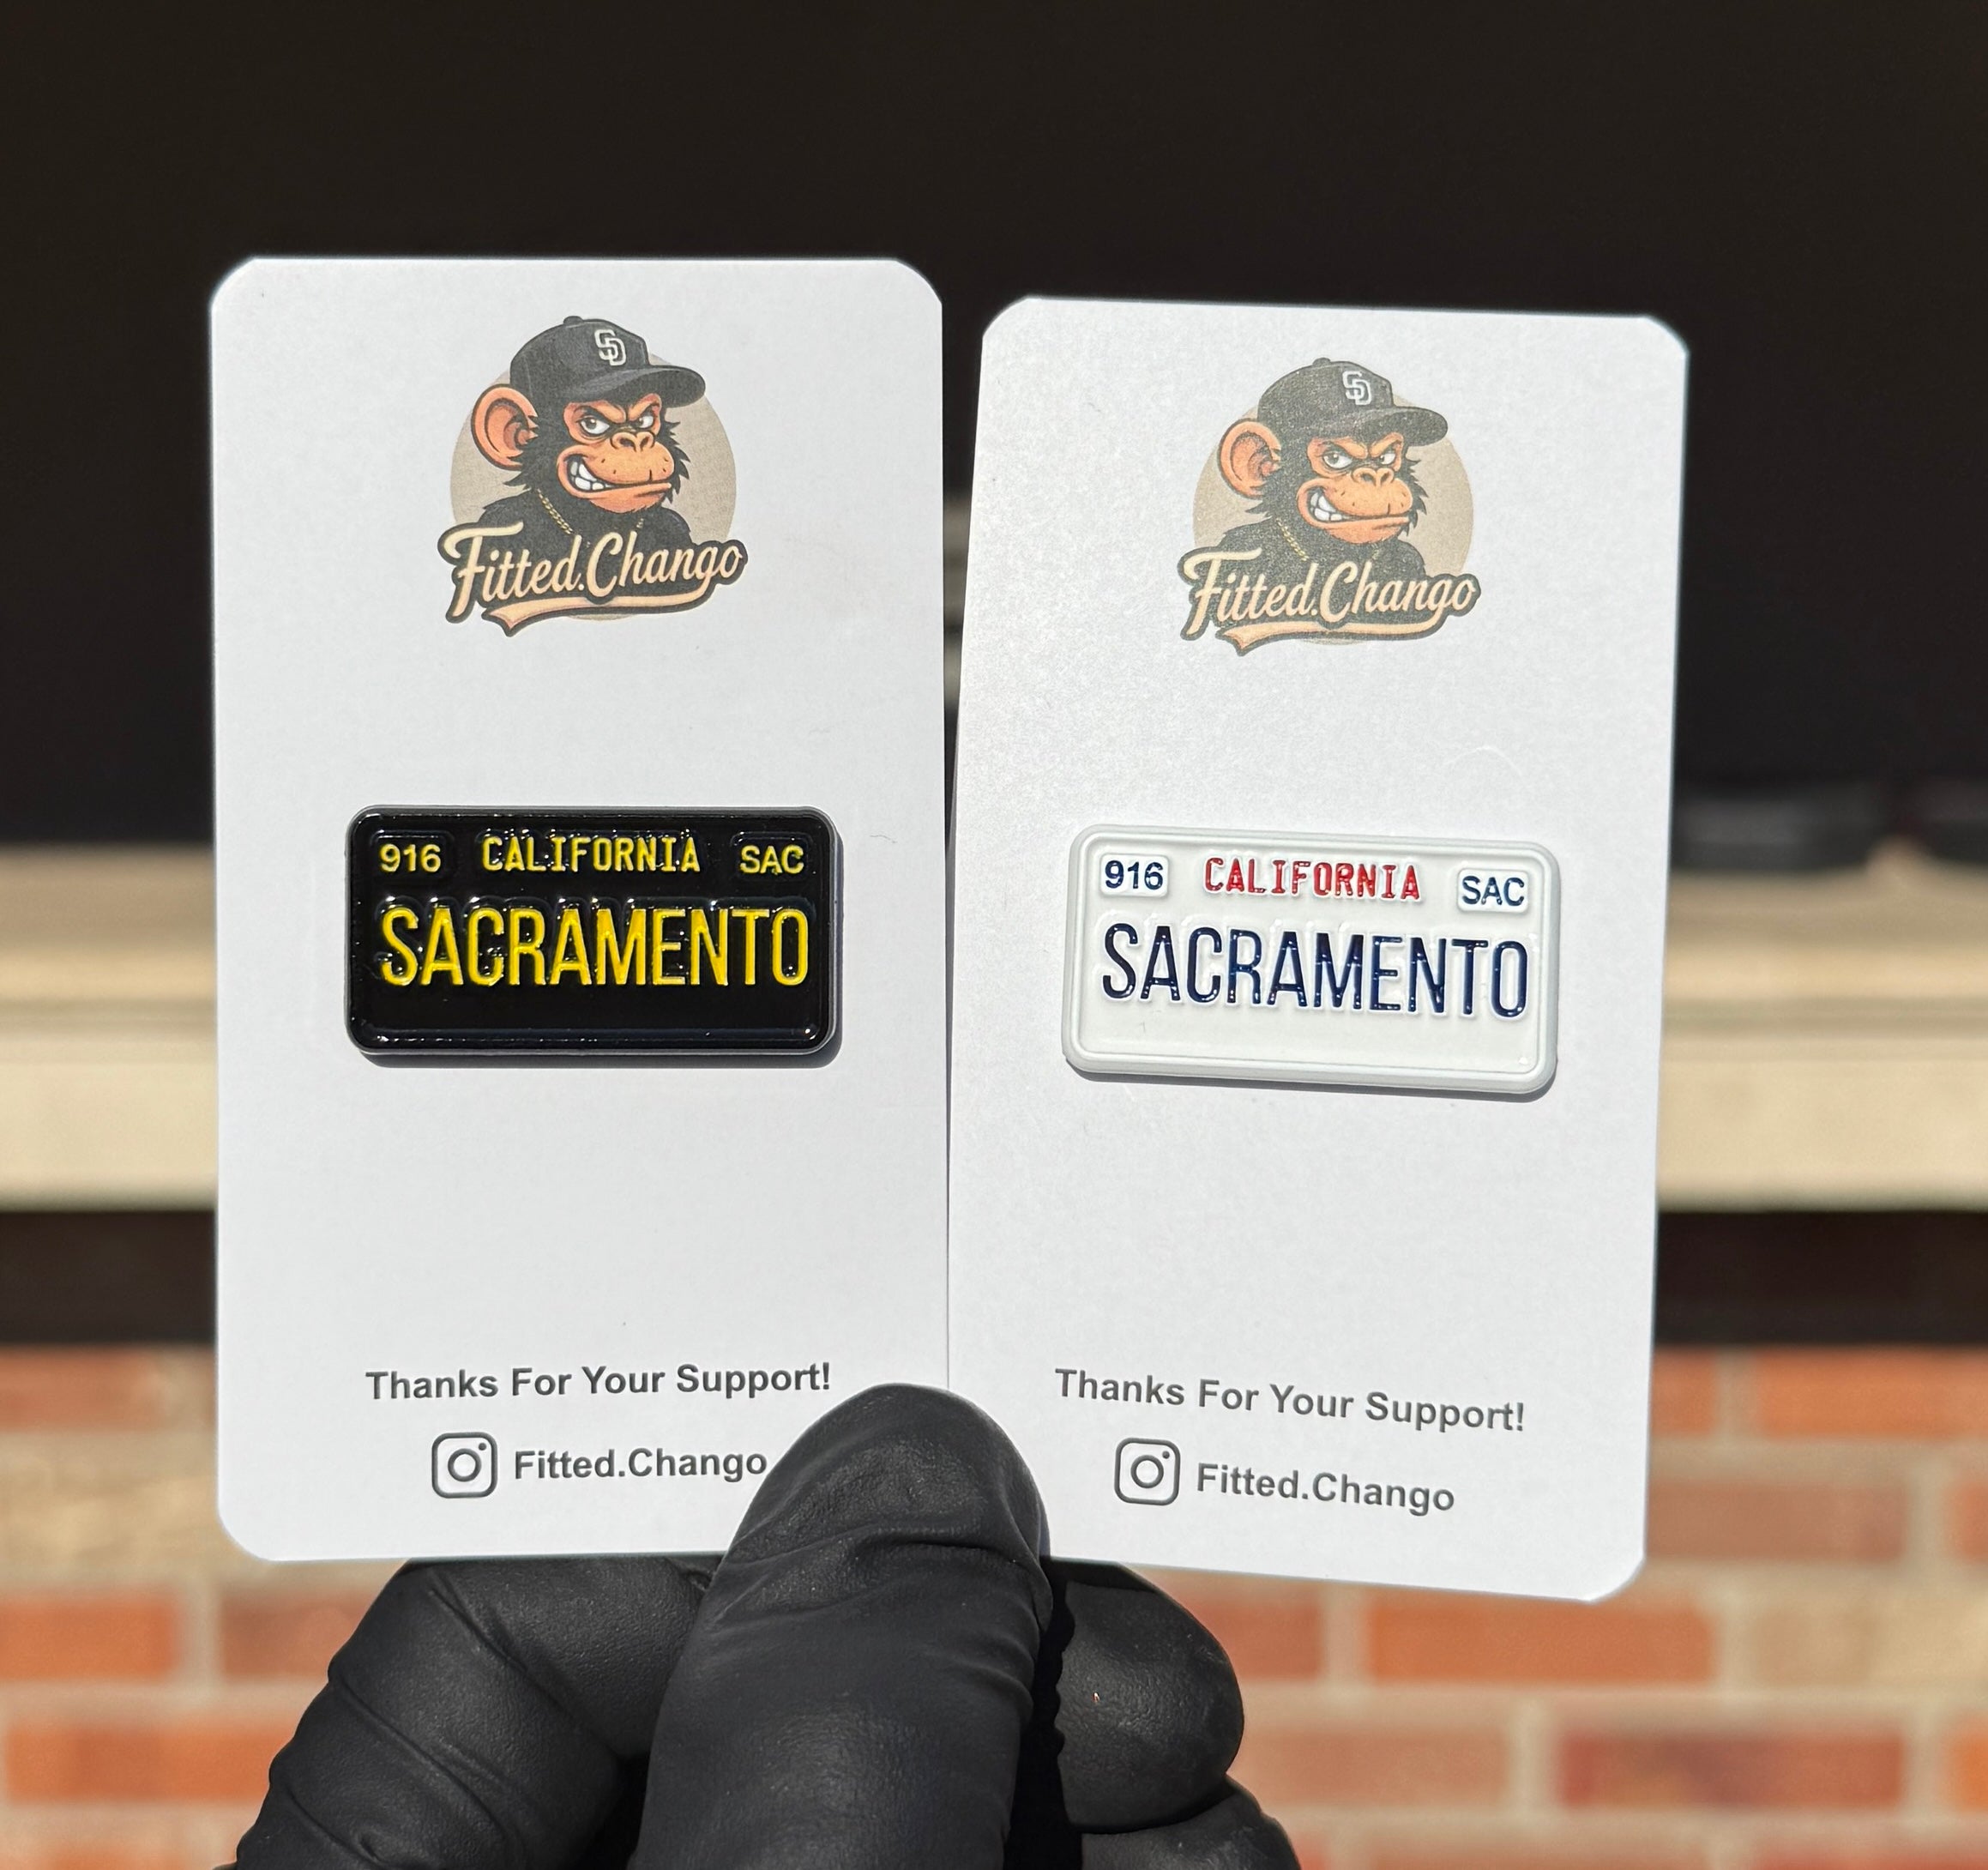 SD
Fitted.Chango
916 CALIFORNIA SAC
SACRAMENTO
Thanks For Your Support!
Fitted.Chango
SD
Fitted.Chango
916 CALIFORNIA SAC
SACRAMENTO
Thanks For Your Support!
Fitted.Chango